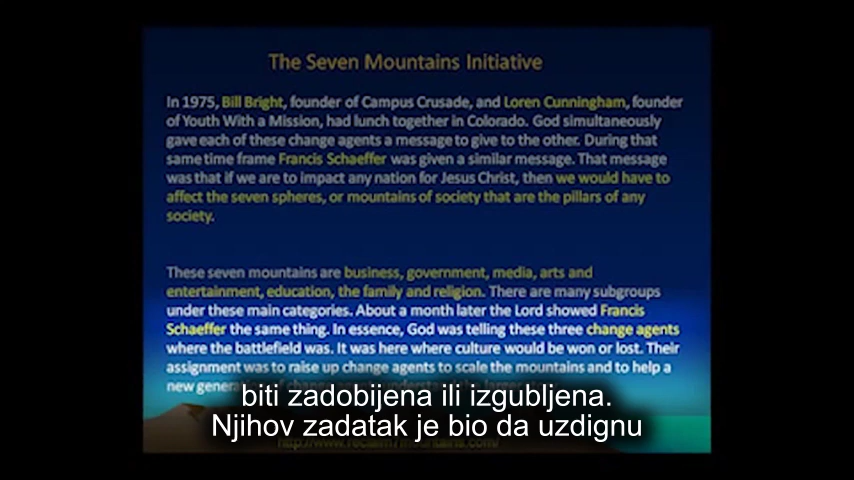 The Seven Mountains Initiative
In 1975, Bill Bright, founder of Campus Crusade, and Loren Cunningham, founder
of Youth With a Mission, had lunch together in Colorado. God simultaneously
gave each of these change agents a message to give to the other. During that
same time frame Francis Schaeffer was given a similar message. That message
was that if we are to impact any nation for Jesus Christ, then we would have to
affect the seven spheres, or mountains of society that are the pillars of any
society.
These seven mountains are business, government, media, arts and
entertainment, education, the family and religion. There are many subgroups
under these main categories. About a month later the Lord showed Francis
Schaeffer the same thing. In essence, God was telling these three change agents
where the battlefield was. It was here where culture would be won or lost. Their
assignment was to raise up change agents to scale the mountains and to help a
new
biti zadobijena ili izgubljena.
Njihov zadatak je bio da uzdignu